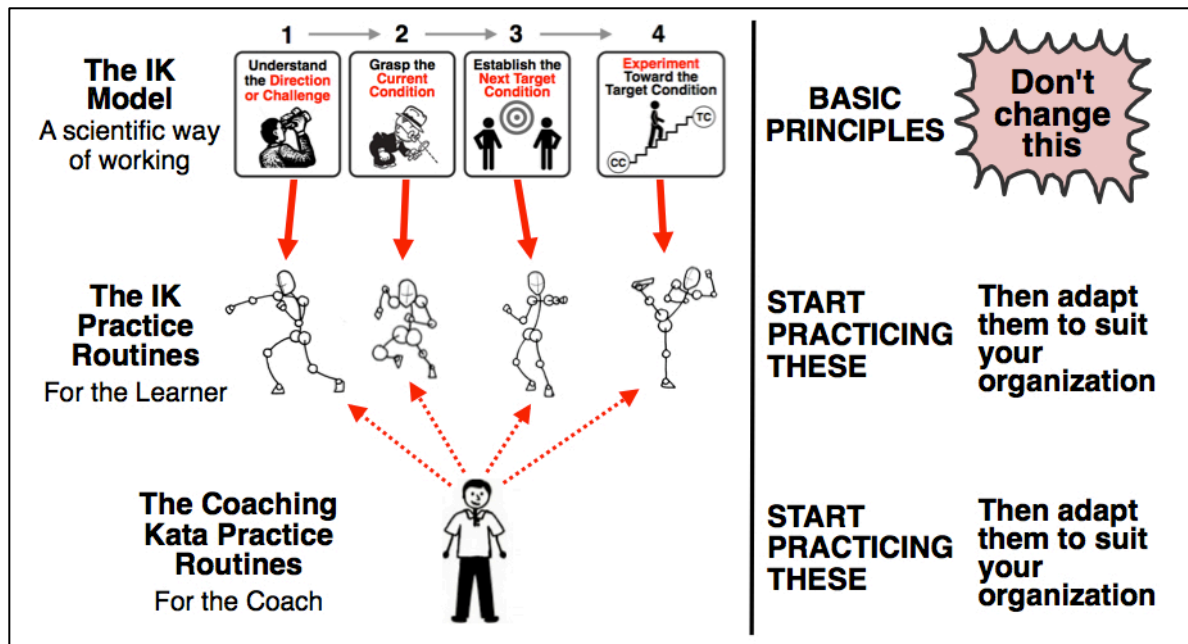 1
2
3
4
The IK
Model
A scientific way
of working
Understand
the Direction
or Challenge
Grasp the
Current
Condition
Establish the
Next Target
Condition
Experiment
Toward the
Target Condition
CC
TC
BASIC
PRINCIPLES
Don't
change
this
The IK
Practice
Routines
For the Learner
START
PRACTICING
THESE
Then adapt
them to suit
your
organization
The Coaching
Kata Practice
Routines
For the Coach
START
PRACTICING
THESE
Then adapt
them to suit
your
organization